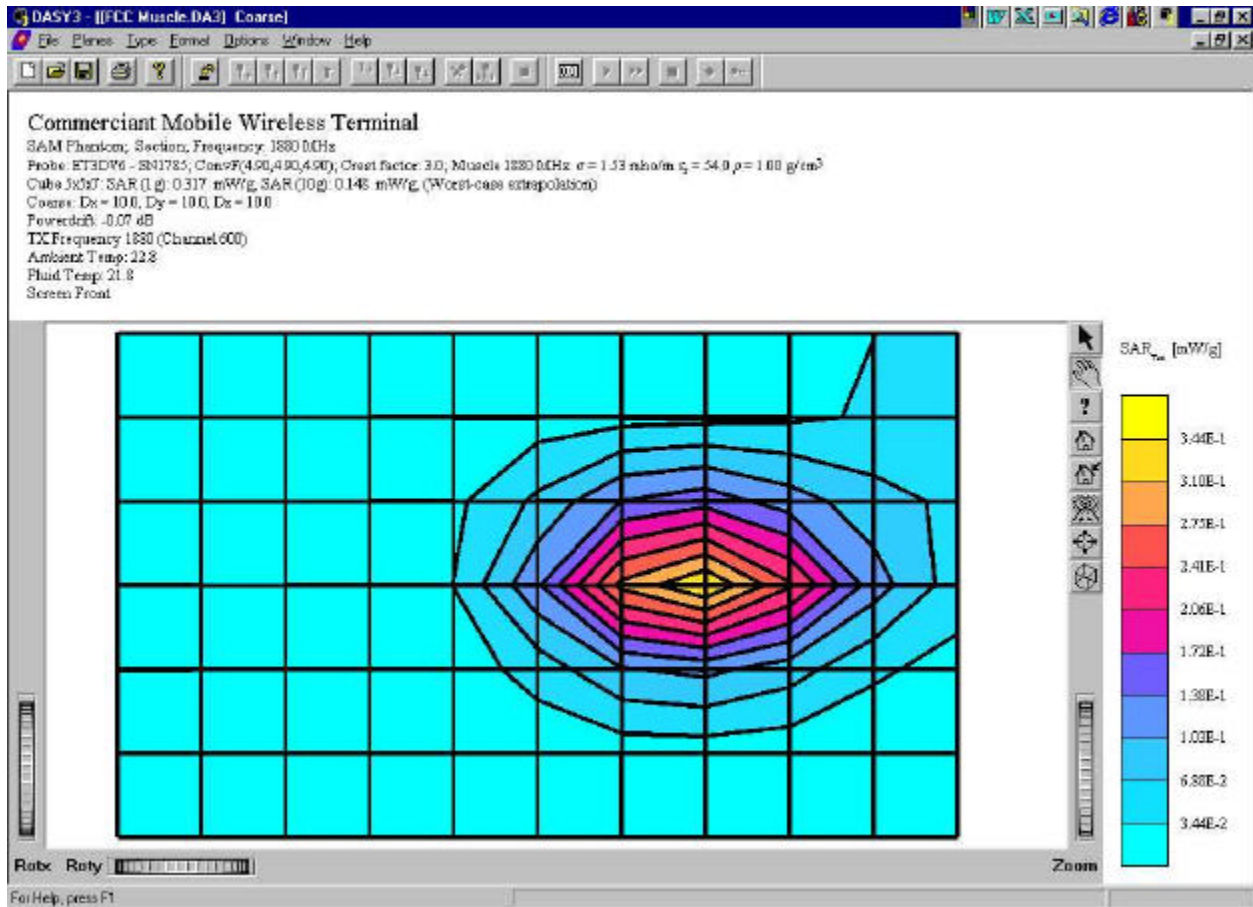 DASY3 - [[FCC Muscle.DA3] Coarse]
File Planes Type Format Options Window Help
Commerciant Mobile Wireless Terminal
SAM Phantom; Section, Frequency: 1880 MHz
Probe: ET3DV6 - SN1785; ConvF(4.90,4.90,4.90); Crest factor: 3.0; Muscle 1880 MHz: σ = 1.53 mho/m εr = 54.0 ρ = 1.00 g/cm³
Cube 5x5x7: SAR (1g): 0.317 mW/g, SAR (10g): 0.148 mW/g, (Worst-case extrapolation)
Coarse: Dx = 10.0, Dy = 10.0, Dz = 10.0
Powerdrift: -0.07 dB
TX Frequency 1880 (Channel 600)
Ambient Temp: 22.8
Fluid Temp: 21.8
Screen Front
SAR [mW/g]
3.44E-1
3.10E-1
2.75E-1
2.41E-1
2.06E-1
1.72E-1
1.38E-1
1.03E-1
6.88E-2
3.44E-2
Rotx Roty
Zoom
For Help, press F1